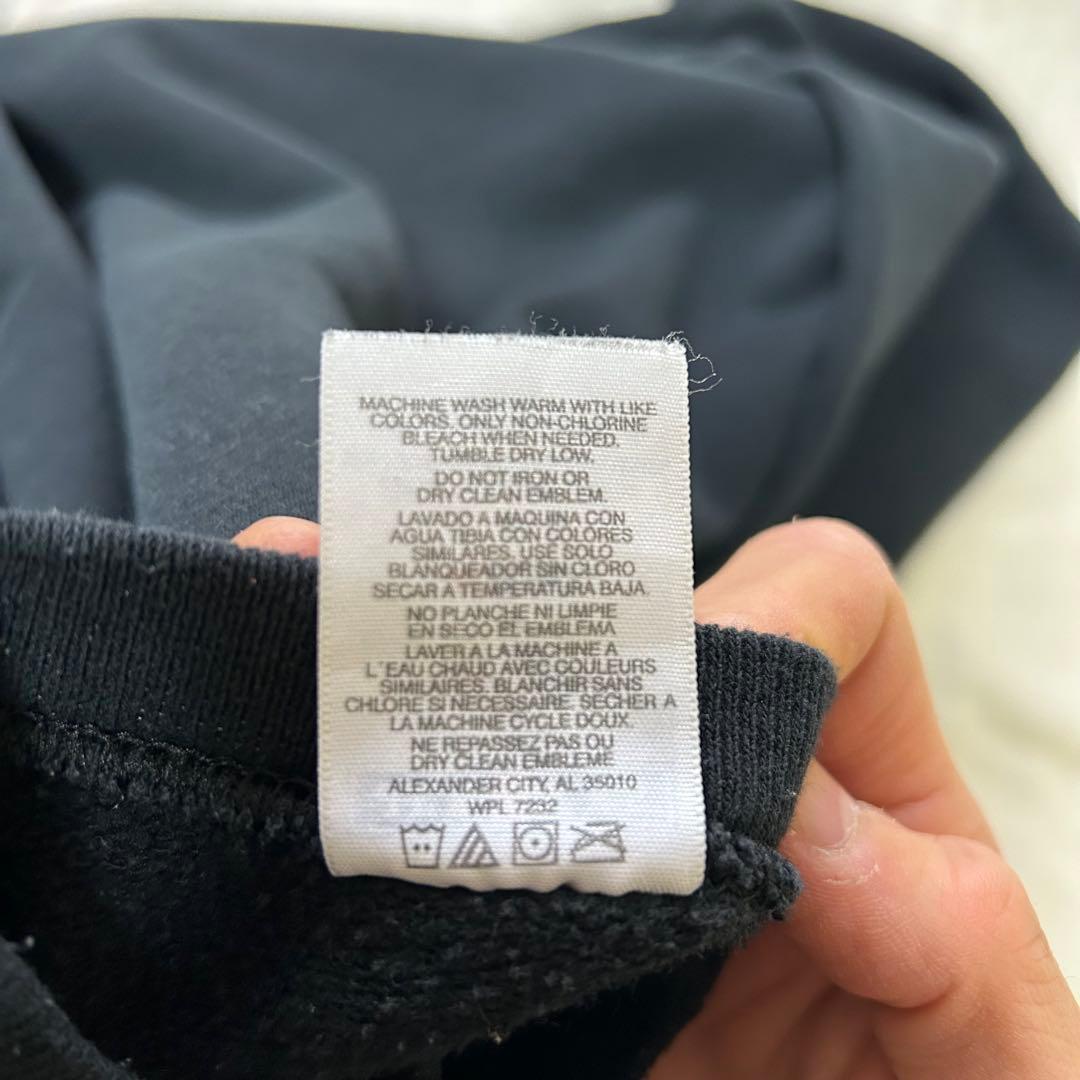 MACHINE WASH WARM WITH LIKE
COLORS. ONLY NON-CHLORINE
BLEACH WHEN NEEDED.
TUMBLE DRY LOW.
DO NOT IRON OR
DRY CLEAN EMBLEM.
LAVADO A MAQUINA CON
AGUA TIBIA CON COLORES
SIMILARES. USE SOLO
BLANQUEADOR SIN CLORO
SECAR A TEMPERATURA BAJA.
NO PLANCHE NI LIMPIE
EN SECO EL EMBLEMA
LAVER A LA MACHINE A
L'EAU CHAUD AVEC COULEURS
SIMILAIRES. BLANCHIR SANS
CHLORE SI NECESSAIRE. SECHER A
LA MACHINE CYCLE DOUX.
NE REPASSEZ PAS OU
DRY CLEAN EMBLEME
ALEXANDER CITY, AL 35010
WPL 7232